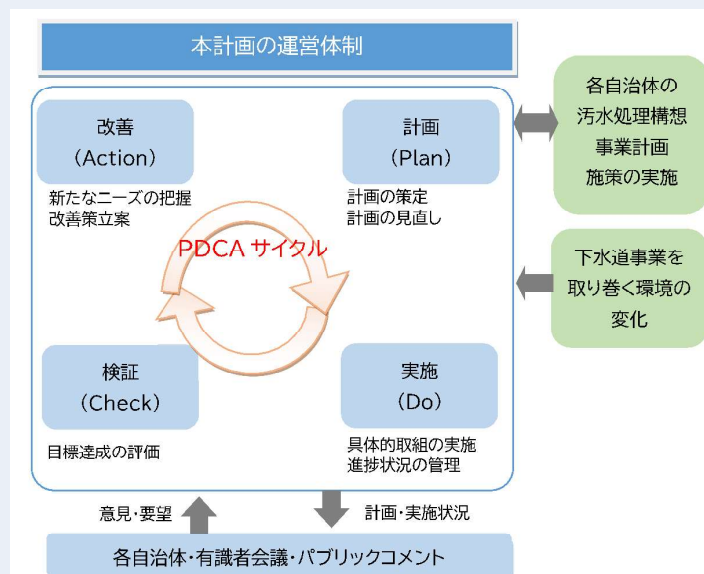 本計画の運営体制
改善
(Action)
新たなニーズの把握
改善策立案
計画
(Plan)
計画の策定
計画の見直し
PDCA サイクル
検証
(Check)
目標達成の評価
実施
(Do)
具体的取組の実施
進捗状況の管理
各自治体の
汚水処理構想
事業計画
施策の実施
下水道事業を
取り巻く環境の
変化
意見・要望
計画・実施状況
各自治体・有識者会議・パブリックコメント